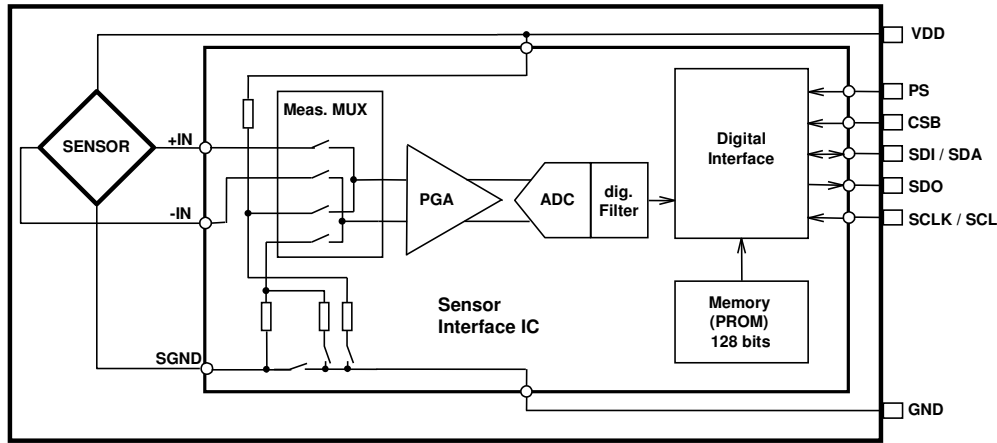 VDD
PS
Meas. MUX
CSB
SENSOR
+IN
Digital
Interface
SDI / SDA
PGA
ADC
dig.
Filter
SDO
-IN
SCLK / SCL
Sensor
Interface IC
Memory
(PROM)
128 bits
SGND
GND